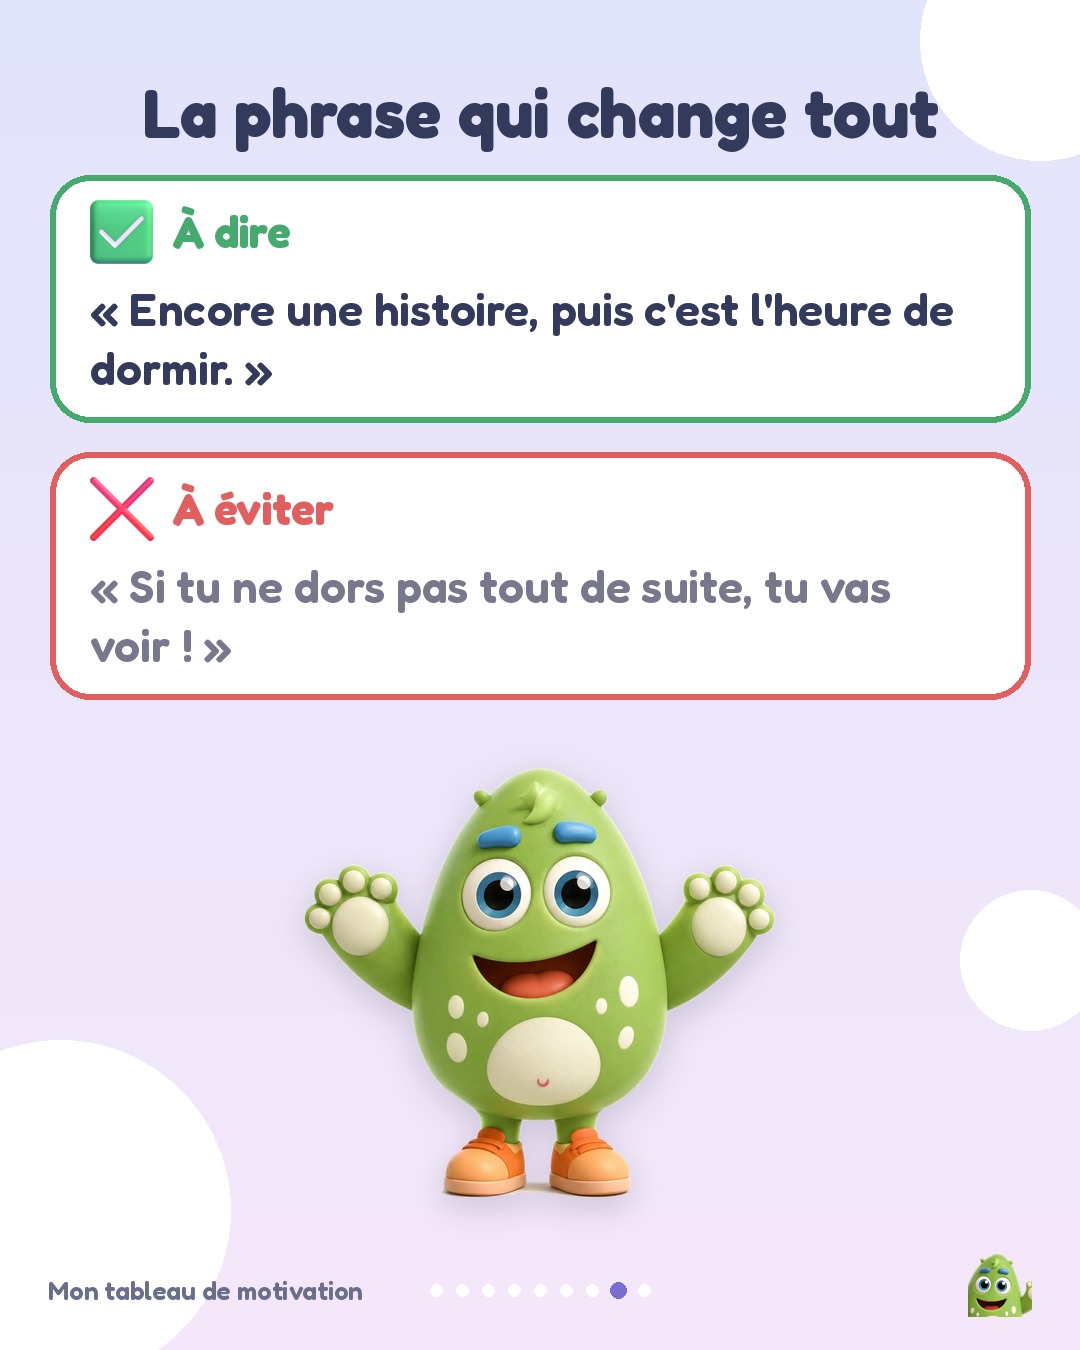 La phrase qui change tout
À dire
« Encore une histoire, puis c'est l'heure de
dormir. »
À éviter
« Si tu ne dors pas tout de suite, tu vas
voir ! »
Mon tableau de motivation